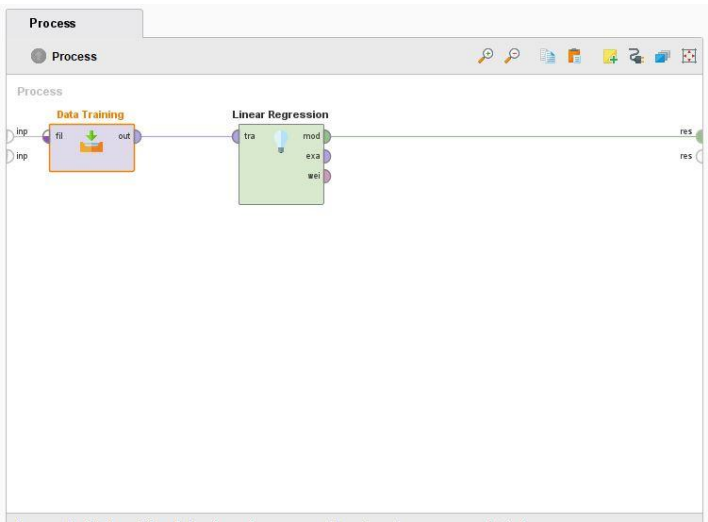 Process
Process
Process
Data Training
Linear Regression
inp
fil
out
tra
mod
res
inp
exa
res
wei